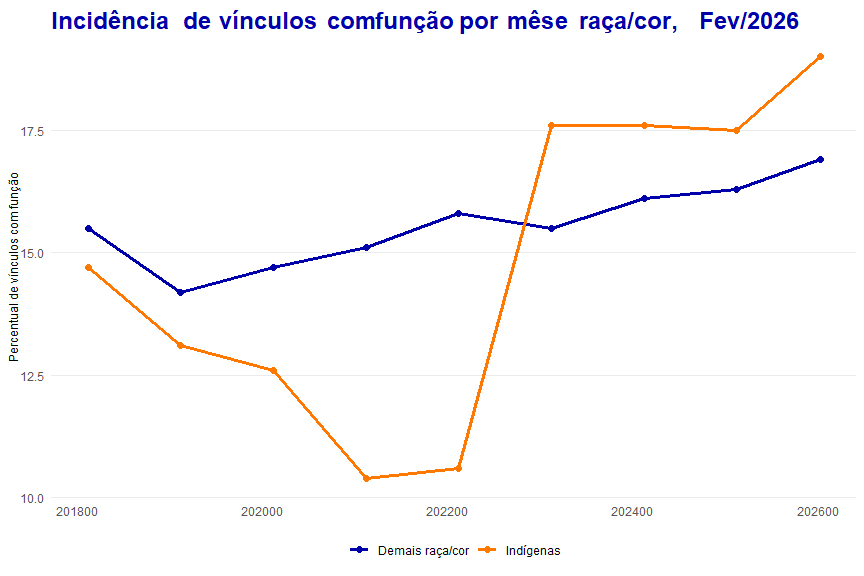 Incidência de vínculos comfunção por mêse raça/cor, Fev/2026
Percentual de vínculos comfunção
17.5
15.0
12.5
10.0
201800 202000 202200 202400 202600
Demais raça/cor Indígenas